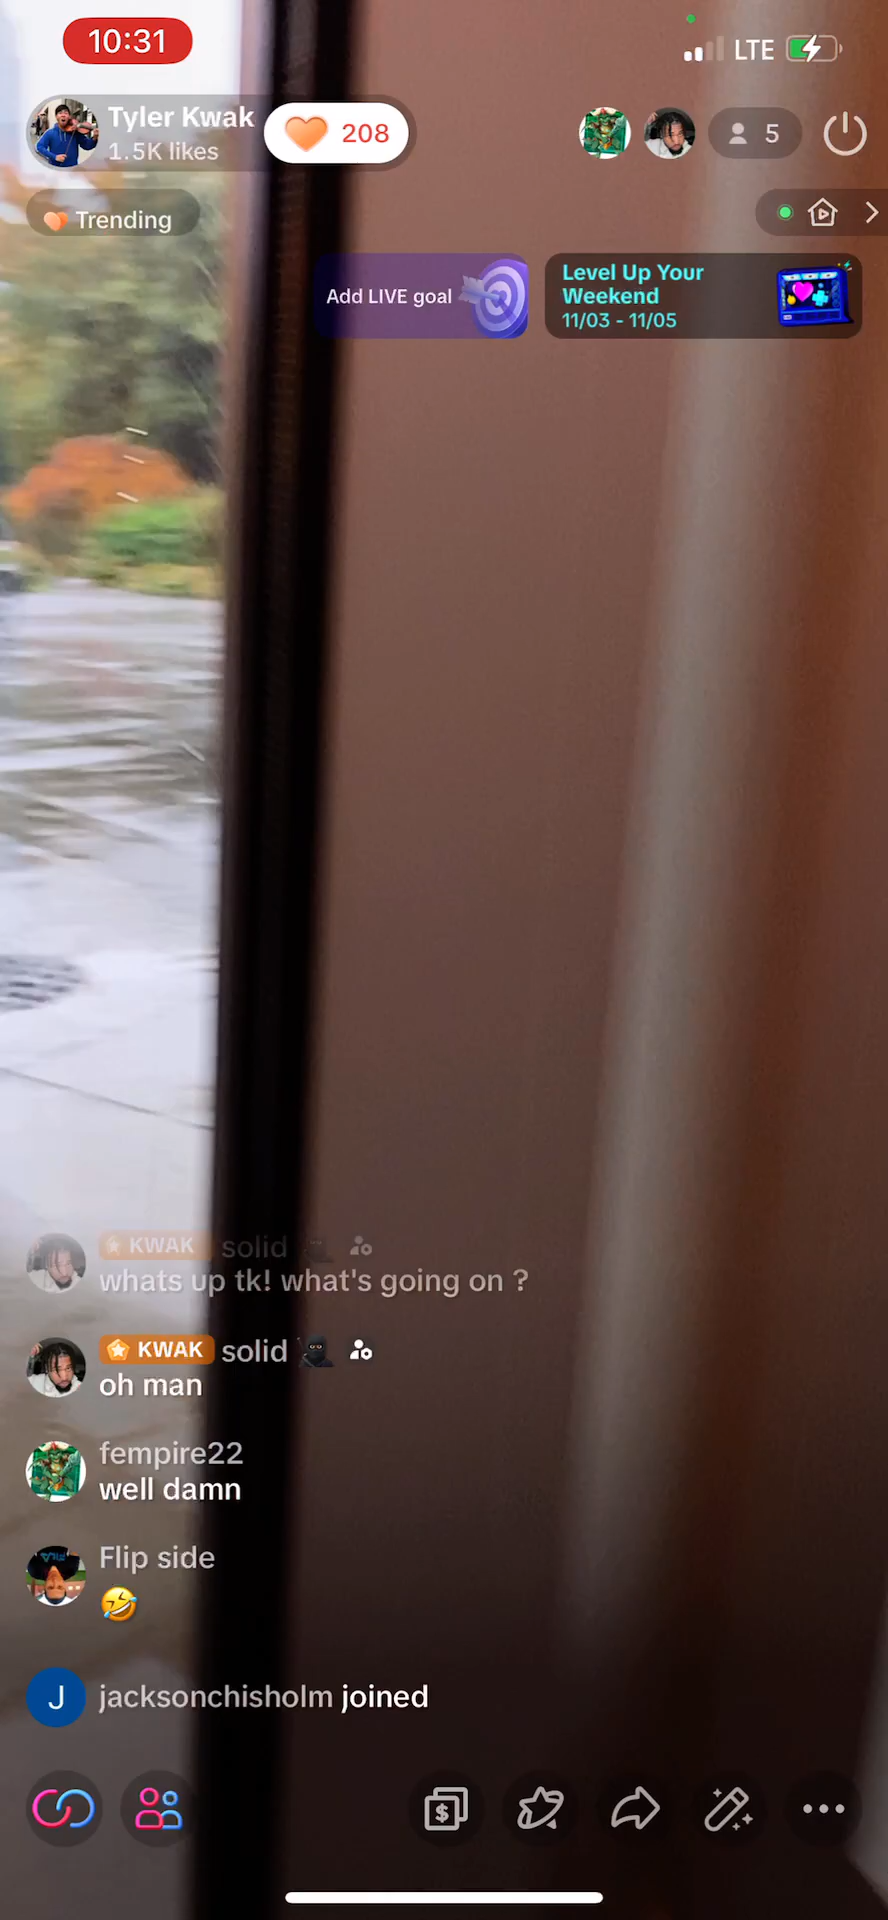 10:31
LTE
Tyler Kwak
1.5K likes
208
5
Trending
Add LIVE goal
Level Up Your
Weekend
11/03 - 11/05
KWAK solid
whats up tk! what's going on ?
KWAK solid
oh man
fempire22
well damn
Flip side
🤣
J jacksonchisholm joined